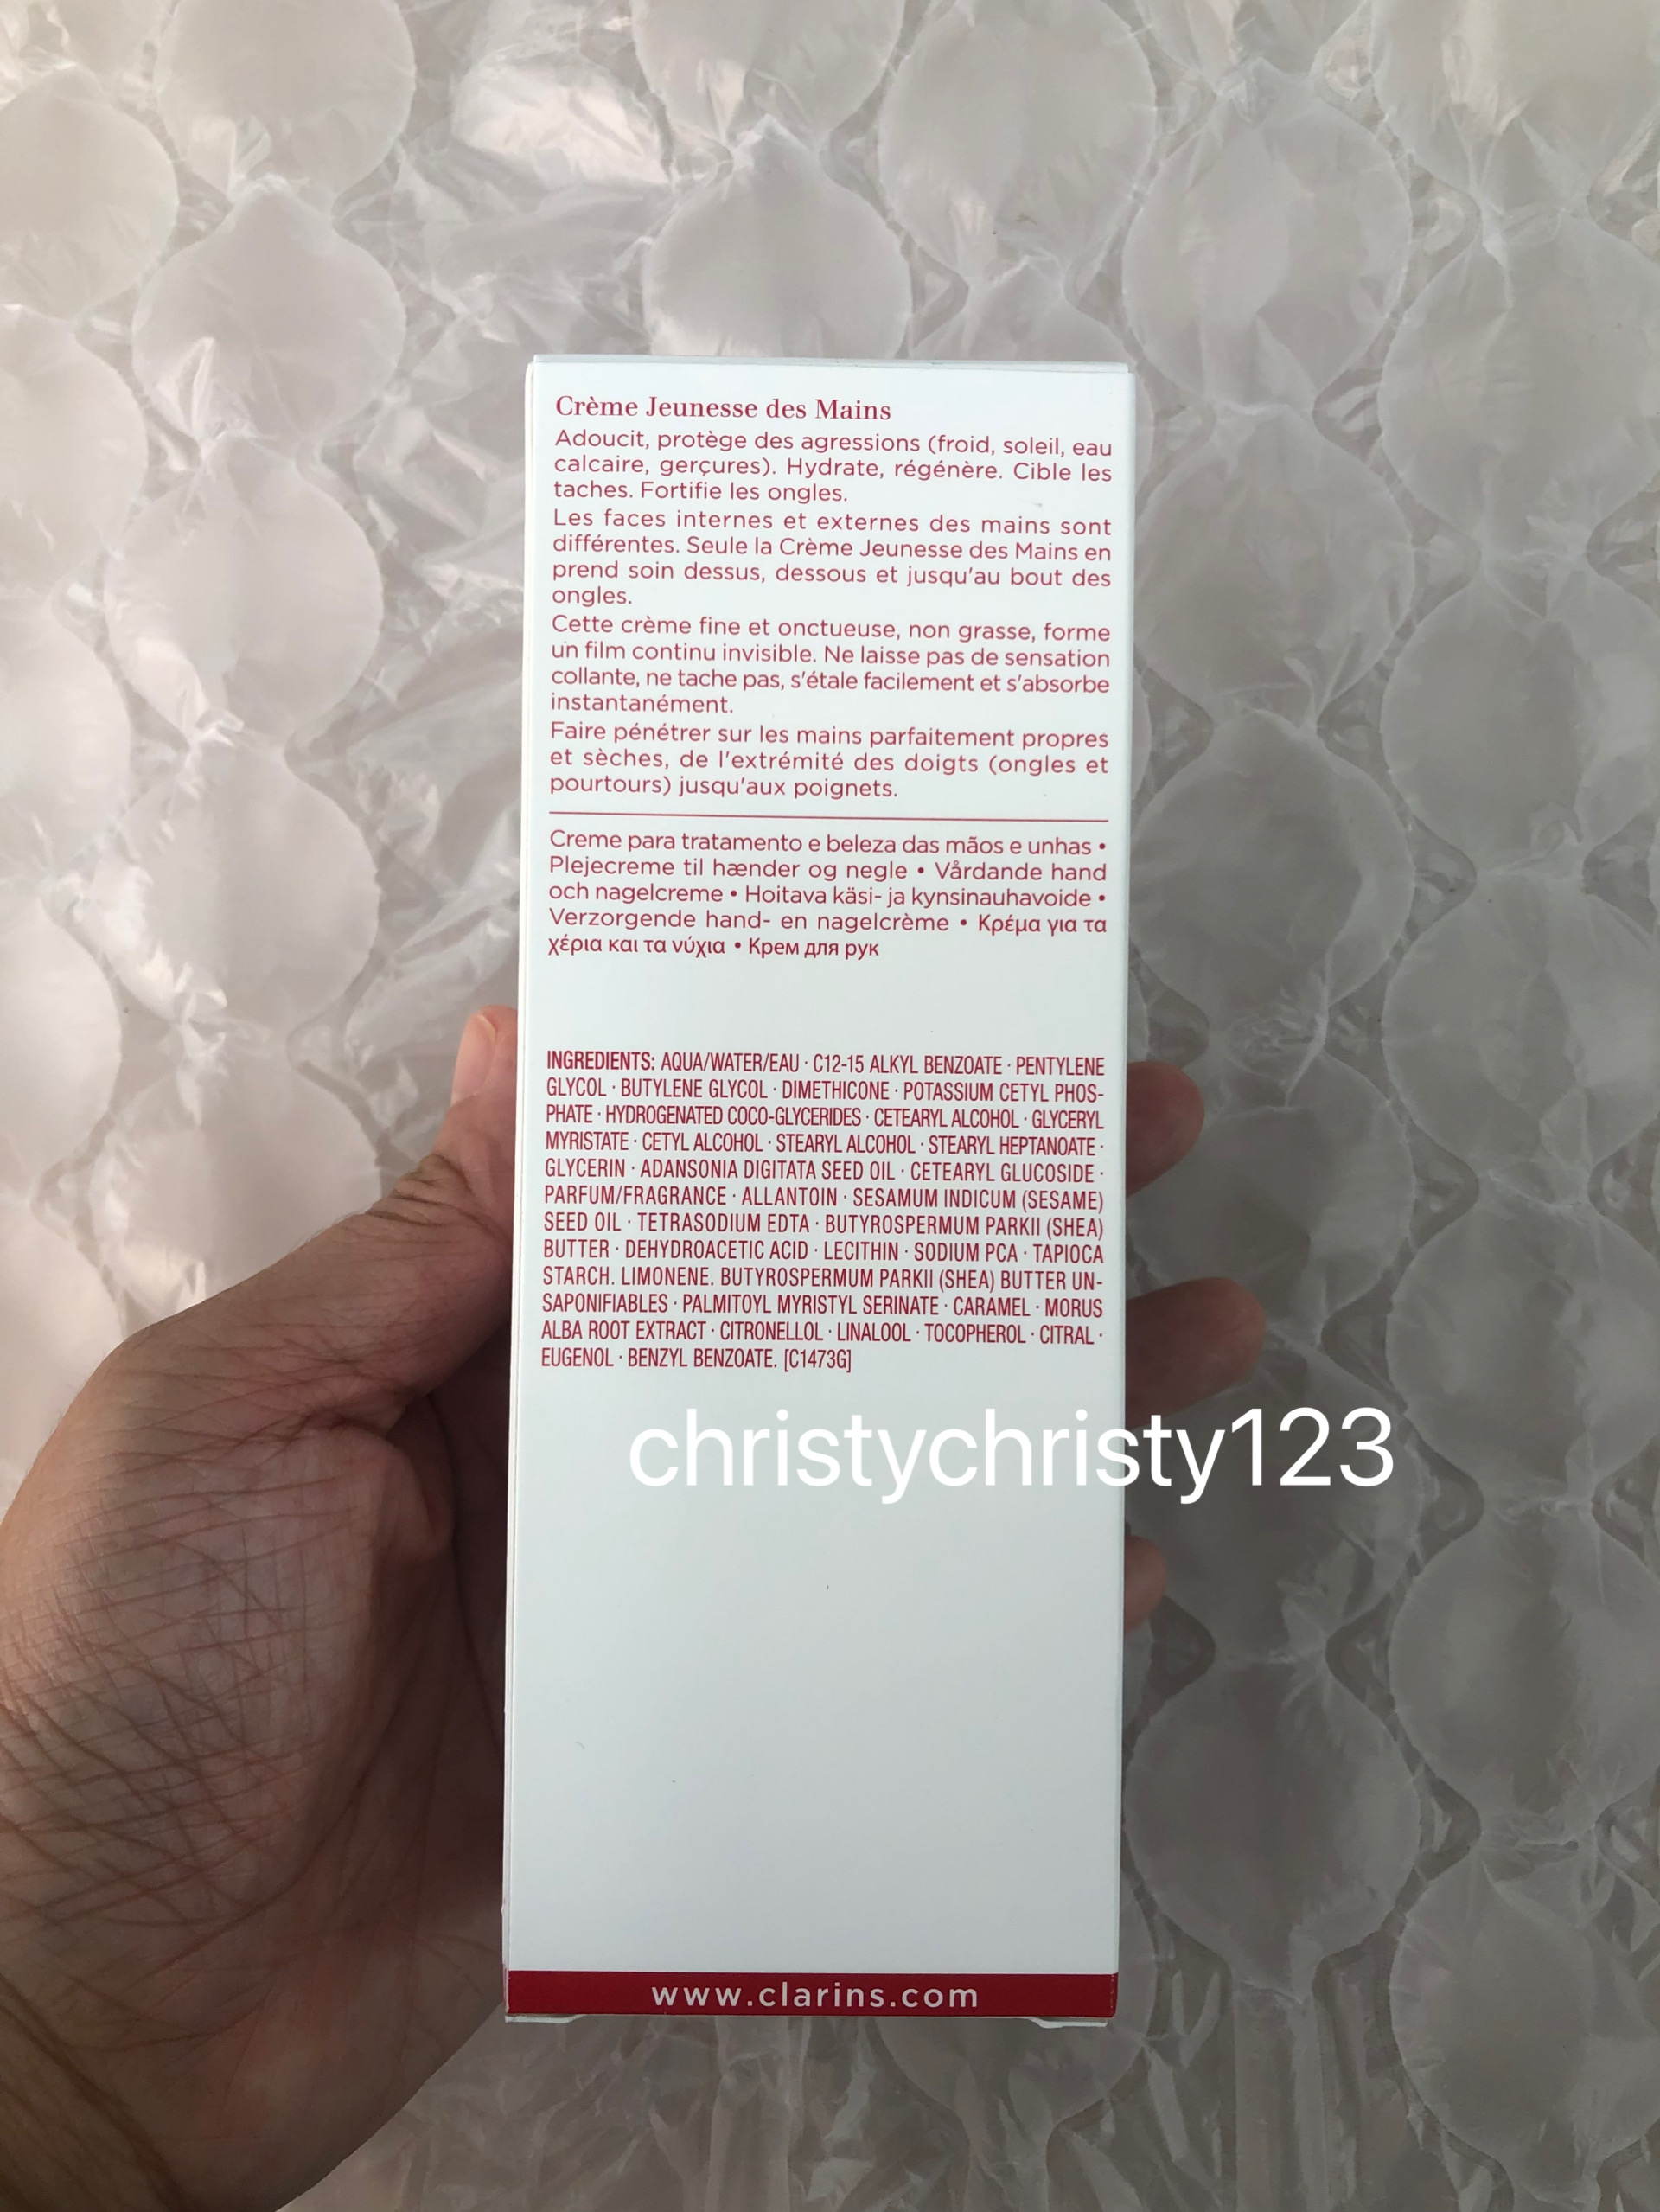 Crème Jeunesse des Mains
Adoucit, protège des agressions (froid, soleil, eau
calcaire, gerçures). Hydrate, régénère. Cible les
taches. Fortifie les ongles.
Les faces internes et externes des mains sont
différentes. Seule la Crème Jeunesse des Mains en
prend soin dessus, dessous et jusqu'au bout des
ongles.
Cette crème fine et onctueuse, non grasse, forme
un film continu invisible. Ne laisse pas de sensation
collante, ne tache pas, s'étale facilement et s'absorbe
instantanément.
Faire pénétrer sur les mains parfaitement propres
et sèches, de l'extrémité des doigts (ongles et
pourtours) jusqu'aux poignets.
Creme para tratamento e beleza das mãos e unhas •
Plejecreme til hænder og negle • Vårdande hand
och nagelcreme • Hoitava käsi- ja kynsinauhavoide •
Verzorgende hand- en nagelcrème • Κρέμα για τα
χέρια και τα νύχια • Крем для рук
INGREDIENTS: AQUA/WATER/EAU · C12-15 ALKYL BENZOATE · PENTYLENE
GLYCOL · BUTYLENE GLYCOL · DIMETHICONE · POTASSIUM CETYL PHOS-
PHATE · HYDROGENATED COCO-GLYCERIDES · CETEARYL ALCOHOL · GLYCERYL
MYRISTATE · CETYL ALCOHOL · STEARYL ALCOHOL · STEARYL HEPTANOATE ·
GLYCERIN · ADANSONIA DIGITATA SEED OIL · CETEARYL GLUCOSIDE ·
PARFUM/FRAGRANCE · ALLANTOIN · SESAMUM INDICUM (SESAME)
SEED OIL · TETRASODIUM EDTA · BUTYROSPERMUM PARKII (SHEA)
BUTTER · DEHYDROACETIC ACID · LECITHIN · SODIUM PCA · TAPIOCA
STARCH. LIMONENE. BUTYROSPERMUM PARKII (SHEA) BUTTER UN-
SAPONIFIABLES · PALMITOYL MYRISTYL SERINATE · CARAMEL · MORUS
ALBA ROOT EXTRACT · CITRONELLOL · LINALOOL · TOCOPHEROL · CITRAL ·
EUGENOL · BENZYL BENZOATE. [C1473G]
christychristy123
www.clarins.com